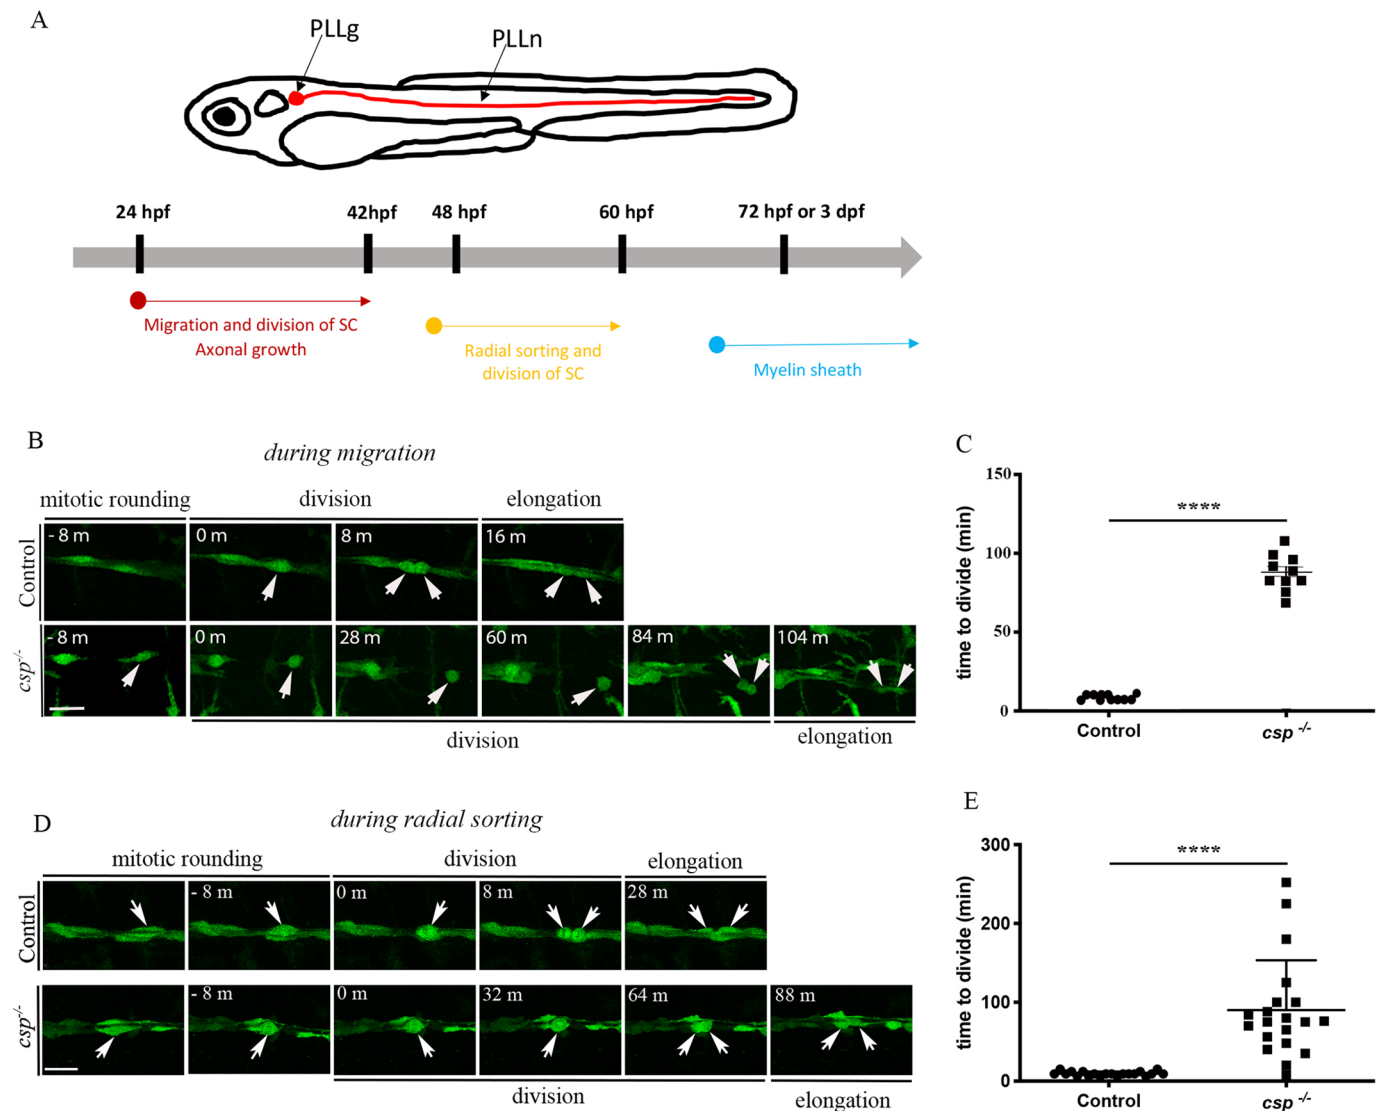 A
PLLg
PLLn
24 hpf
42hpf
48 hpf
60 hpf
72 hpf or 3 dpf
Migration and division of SC
Axonal growth
Radial sorting and
division of SC
Myelin sheath
B
during migration
mitotic rounding
division
elongation
Control
- 8 m
0 m
8 m
16 m
csp-/-
- 8 m
0 m
28 m
60 m
84 m
104 m
division
elongation
C
time to divide (min)
150
100
50
0
****
Control
csp -/-
D
during radial sorting
mitotic rounding
division
elongation
Control
- 8 m
0 m
8 m
28 m
csp-/-
- 8 m
0 m
32 m
64 m
88 m
division
elongation
E
time to divide (min)
300
200
100
0
****
Control
csp -/-